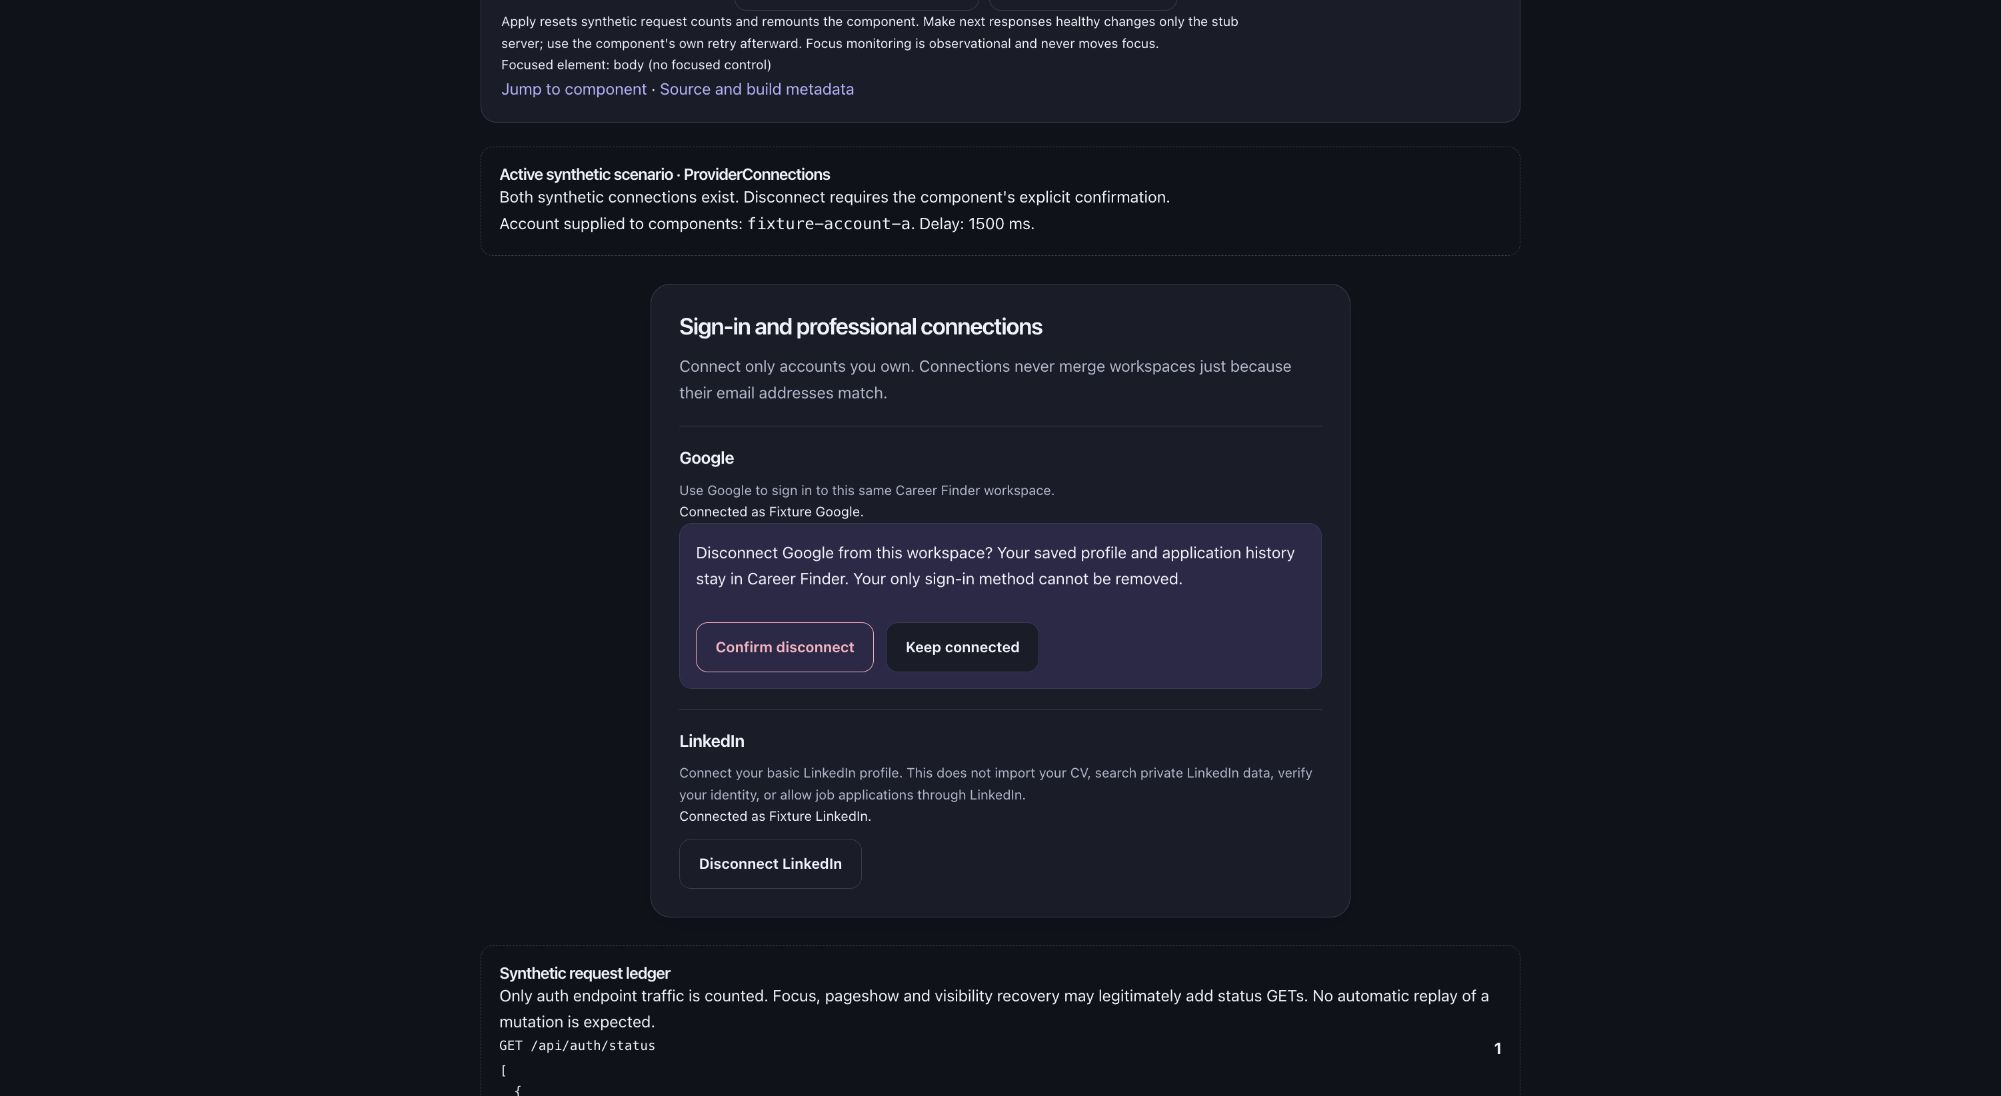 Apply resets synthetic request counts and remounts the component. Make next responses healthy changes only the stub
server; use the component's own retry afterward. Focus monitoring is observational and never moves focus.
Focused element: body (no focused control)
Jump to component · Source and build metadata
Active synthetic scenario · ProviderConnections
Both synthetic connections exist. Disconnect requires the component's explicit confirmation.
Account supplied to components: fixture-account-a. Delay: 1500 ms.
Sign-in and professional connections
Connect only accounts you own. Connections never merge workspaces just because
their email addresses match.
Google
Use Google to sign in to this same Career Finder workspace.
Connected as Fixture Google.
Disconnect Google from this workspace? Your saved profile and application history
stay in Career Finder. Your only sign-in method cannot be removed.
Confirm disconnect Keep connected
LinkedIn
Connect your basic LinkedIn profile. This does not import your CV, search private LinkedIn data, verify
your identity, or allow job applications through LinkedIn.
Connected as Fixture LinkedIn.
Disconnect LinkedIn
Synthetic request ledger
Only auth endpoint traffic is counted. Focus, pageshow and visibility recovery may legitimately add status GETs. No automatic replay of a
mutation is expected.
GET /api/auth/status 1
[
{